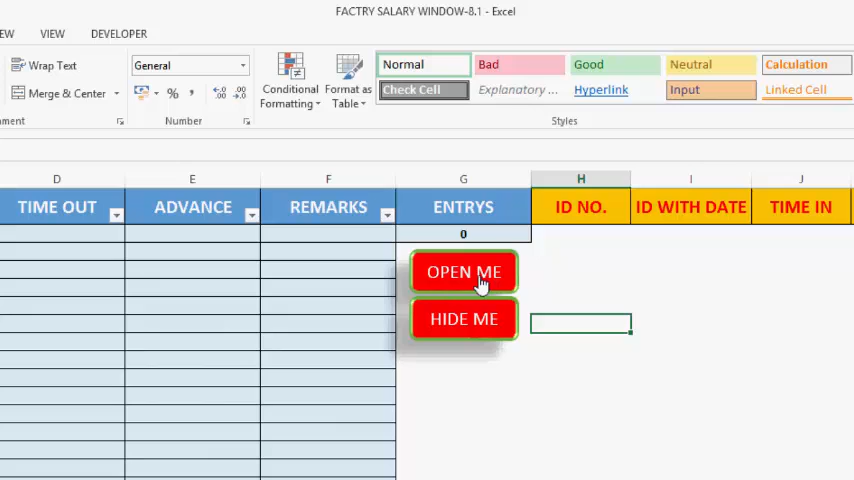 FACTRY SALARY WINDOW-8.1 - Excel
EW VIEW DEVELOPER
Wrap Text General Normal Bad Good Neutral Calculation
Merge & Center % , Conditional Formatting Format as Table Check Cell Explanatory ... Hyperlink Input Linked Cell
nment Number Styles
D E F G H I J
TIME OUT ADVANCE REMARKS ENTRYS ID NO. ID WITH DATE TIME IN
0
OPEN ME
HIDE ME